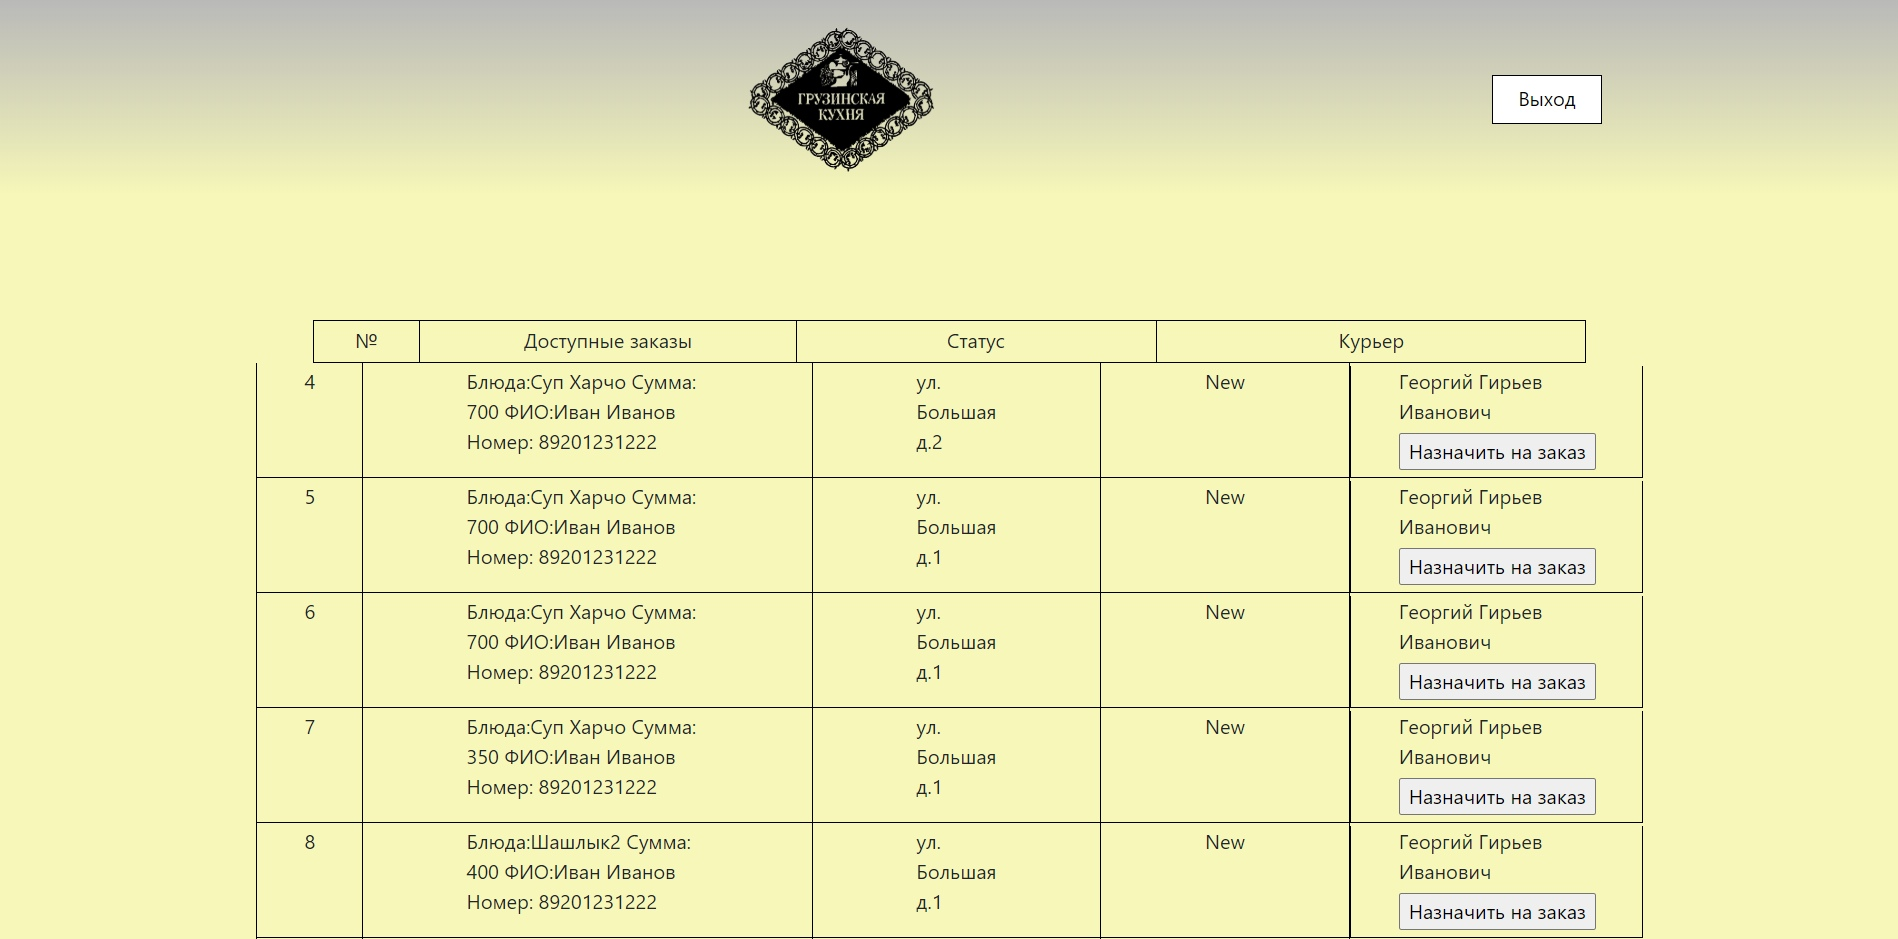 ГРУЗИНСКАЯ
КУХНЯ
Выход
№ Доступные заказы Статус Курьер
4 Блюда:Суп Харчо Сумма: ул. New Георгий Гирьев
700 ФИО:Иван Иванов Большая Иванович
Номер: 89201231222 д.2 Назначить на заказ
5 Блюда:Суп Харчо Сумма: ул. New Георгий Гирьев
700 ФИО:Иван Иванов Большая Иванович
Номер: 89201231222 д.1 Назначить на заказ
6 Блюда:Суп Харчо Сумма: ул. New Георгий Гирьев
700 ФИО:Иван Иванов Большая Иванович
Номер: 89201231222 д.1 Назначить на заказ
7 Блюда:Суп Харчо Сумма: ул. New Георгий Гирьев
350 ФИО:Иван Иванов Большая Иванович
Номер: 89201231222 д.1 Назначить на заказ
8 Блюда:Шашлык2 Сумма: ул. New Георгий Гирьев
400 ФИО:Иван Иванов Большая Иванович
Номер: 89201231222 д.1 Назначить на заказ